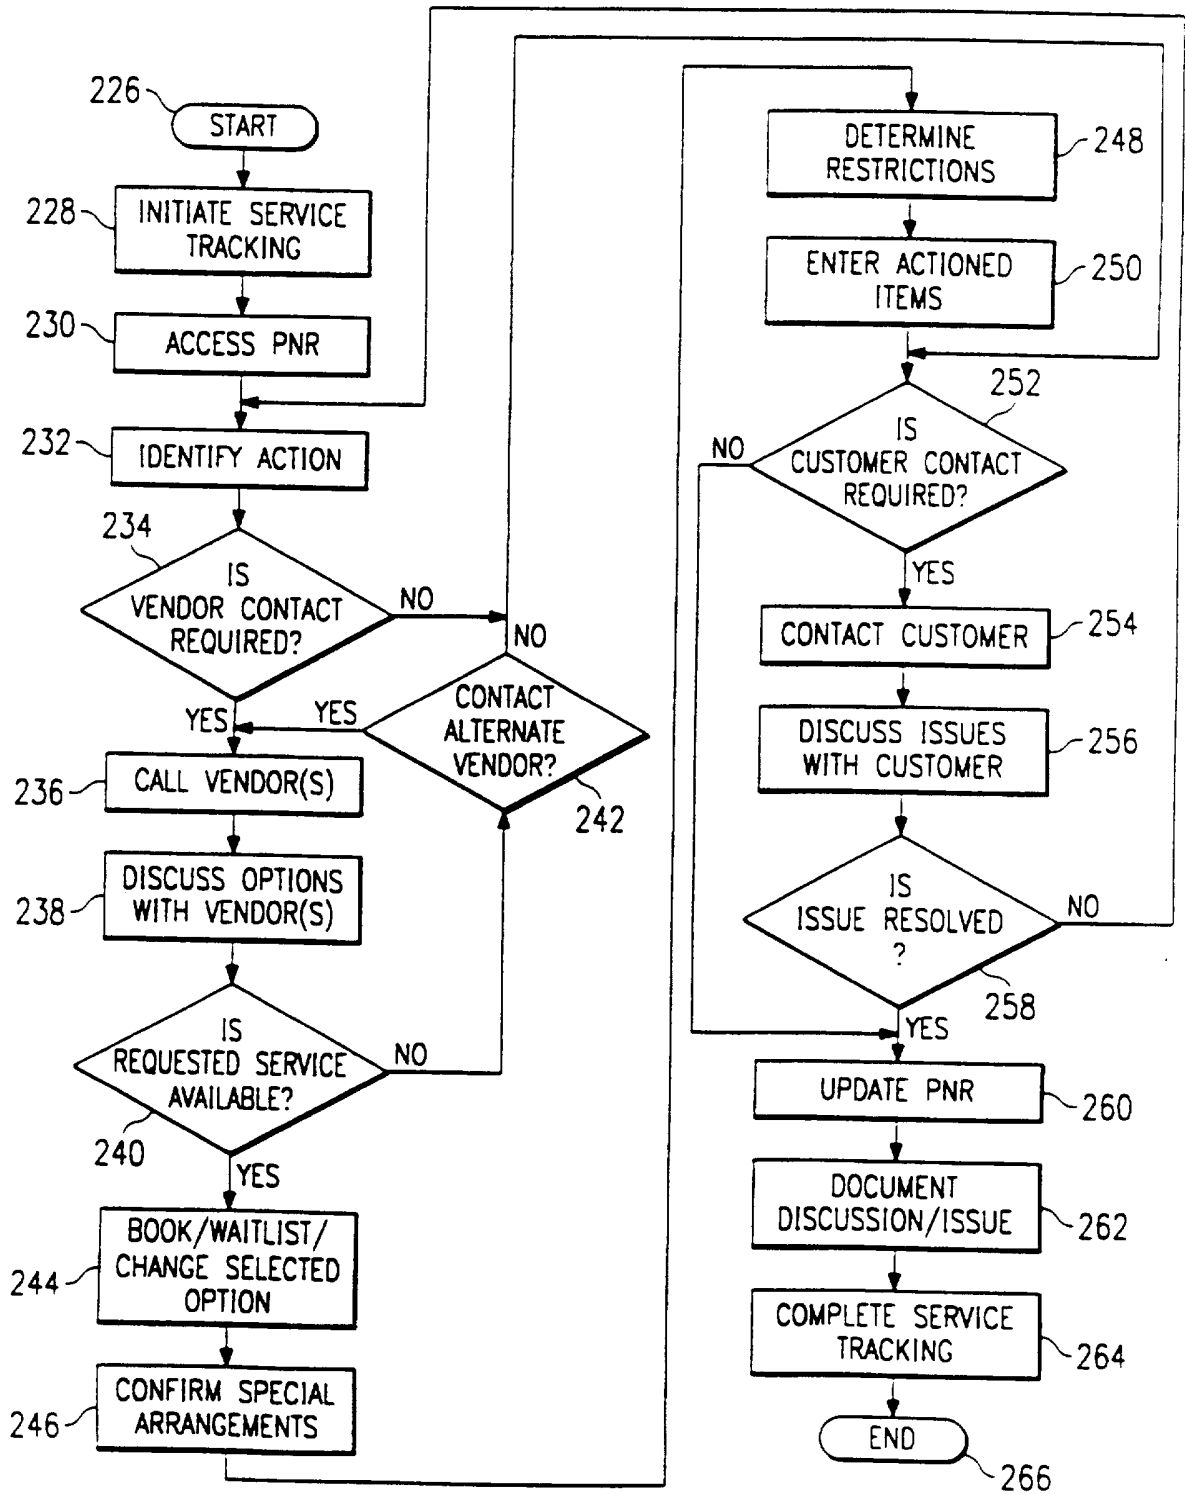 226
START
228
INITIATE SERVICE
TRACKING
230
ACCESS PNR
232
IDENTIFY ACTION
234
IS
VENDOR CONTACT
REQUIRED?
NO
YES
NO
CONTACT
ALTERNATE
VENDOR?
YES
242
236
CALL VENDOR(S)
238
DISCUSS OPTIONS
WITH VENDOR(S)
IS
REQUESTED SERVICE
AVAILABLE?
NO
240
YES
244
BOOK/WAITLIST/
CHANGE SELECTED
OPTION
246
CONFIRM SPECIAL
ARRANGEMENTS
DETERMINE
RESTRICTIONS
248
ENTER ACTIONED
ITEMS
250
252
IS
CUSTOMER CONTACT
REQUIRED?
NO
YES
CONTACT CUSTOMER
254
DISCUSS ISSUES
WITH CUSTOMER
256
IS
ISSUE RESOLVED
?
NO
258
YES
UPDATE PNR
260
DOCUMENT
DISCUSSION/ISSUE
262
COMPLETE SERVICE
TRACKING
264
END
266